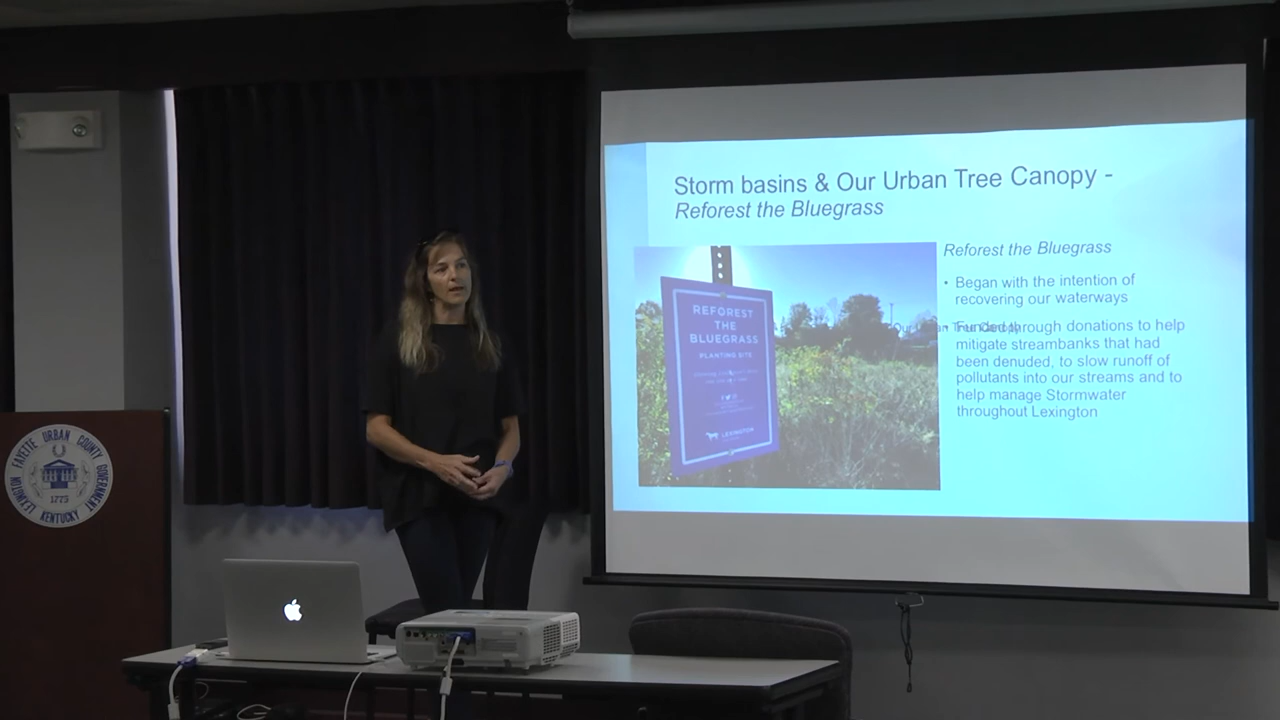 Storm basins & Our Urban Tree Canopy -
Reforest the Bluegrass
Reforest the Bluegrass
• Began with the intention of
recovering our waterways
• Funded through donations to help
mitigate streambanks that had
been denuded, to slow runoff of
pollutants into our streams and to
help manage Stormwater
throughout Lexington
REFOREST
THE
BLUEGRASS
PLANTING SITE
LEXINGTON
LEXINGTON FAYETTE URBAN COUNTY GOVERNMENT
1775
KENTUCKY